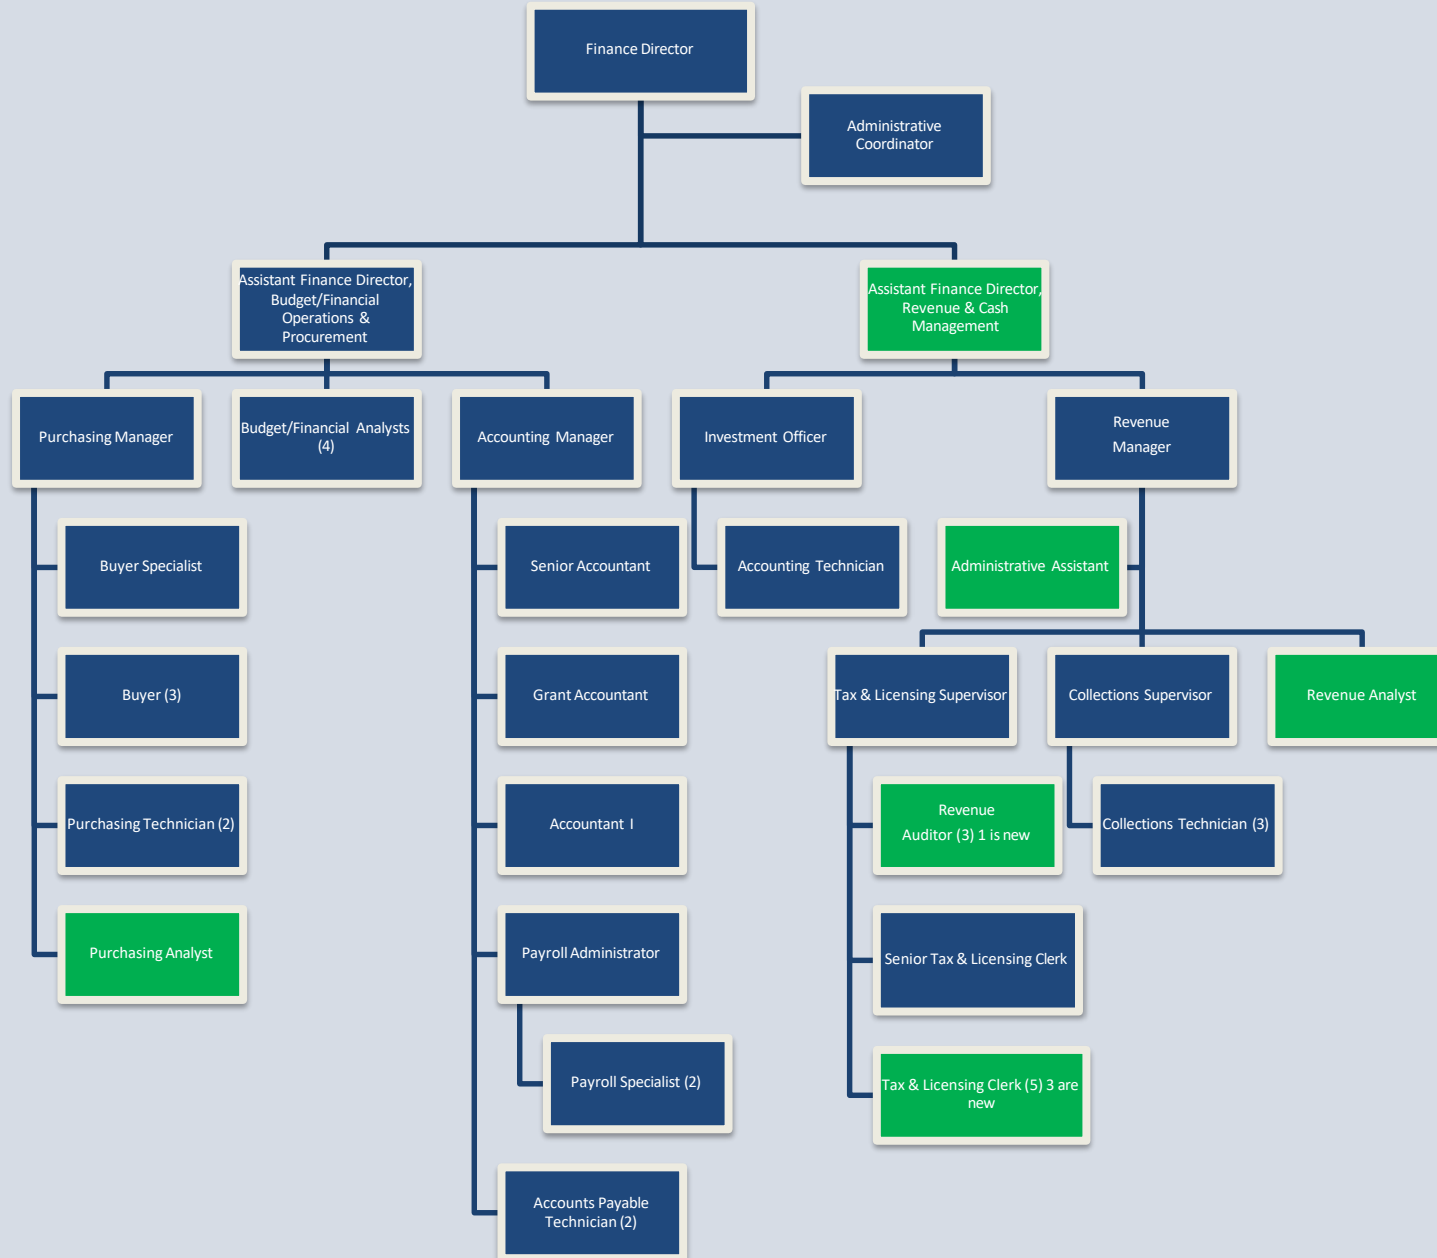 Finance Director
Administrative
Coordinator
Assistant Finance Director,
Budget/Financial
Operations &
Procurement
Assistant Finance Director,
Revenue & Cash
Management
Purchasing Manager
Budget/Financial Analysts
(4)
Accounting Manager
Investment Officer
Revenue
Manager
Buyer Specialist
Senior Accountant
Accounting Technician
Administrative Assistant
Buyer (3)
Grant Accountant
Tax & Licensing Supervisor
Collections Supervisor
Revenue Analyst
Purchasing Technician (2)
Accountant I
Revenue
Auditor (3) 1 is new
Collections Technician (3)
Purchasing Analyst
Payroll Administrator
Senior Tax & Licensing Clerk
Payroll Specialist (2)
Tax & Licensing Clerk (5) 3 are
new
Accounts Payable
Technician (2)